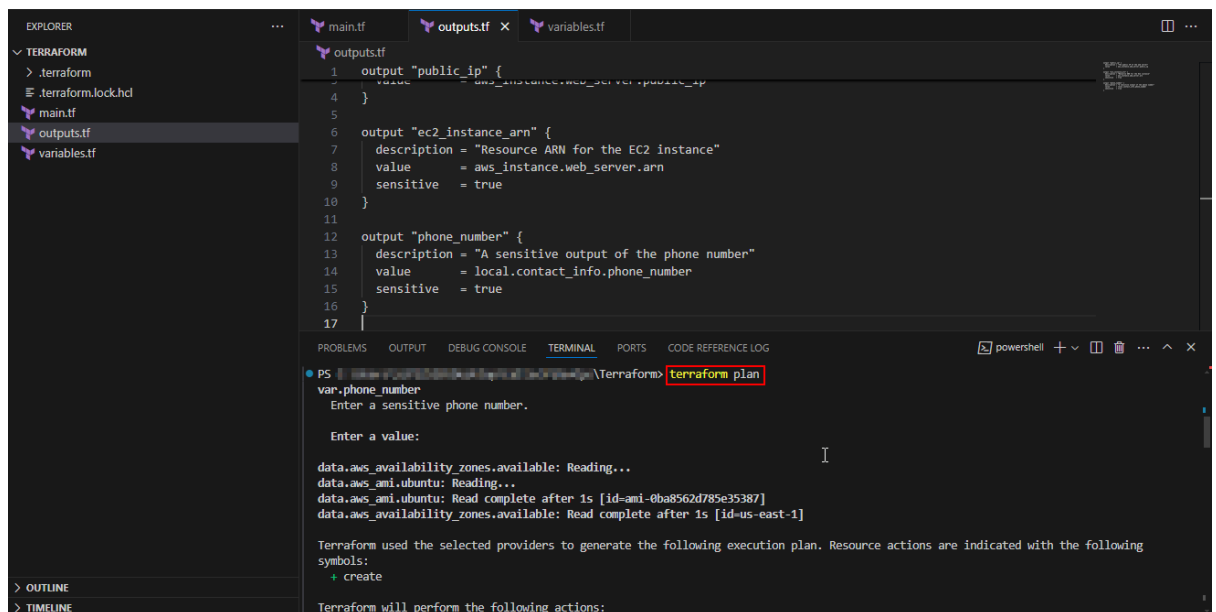 EXPLORER
TERRAFORM
.terraform
.terraform.lock.hcl
main.tf
outputs.tf
variables.tf
OUTLINE
TIMELINE
main.tf
outputs.tf
variables.tf
outputs.tf
1 output "public_ip" {
value = aws_instance.web_server.public_ip
4 }
5
6 output "ec2_instance_arn" {
7 description = "Resource ARN for the EC2 instance"
8 value = aws_instance.web_server.arn
9 sensitive = true
10 }
11
12 output "phone_number" {
13 description = "A sensitive output of the phone number"
14 value = local.contact_info.phone_number
15 sensitive = true
16 }
17
PROBLEMS OUTPUT DEBUG CONSOLE TERMINAL PORTS CODE REFERENCE LOG
powershell
PS \Terraform> terraform plan
var.phone_number
Enter a sensitive phone number.
Enter a value:
data.aws_availability_zones.available: Reading...
data.aws_ami.ubuntu: Reading...
data.aws_ami.ubuntu: Read complete after 1s [id=ami-0ba8562d785e35387]
data.aws_availability_zones.available: Read complete after 1s [id=us-east-1]
Terraform used the selected providers to generate the following execution plan. Resource actions are indicated with the following
symbols:
+ create
Terraform will perform the following actions: